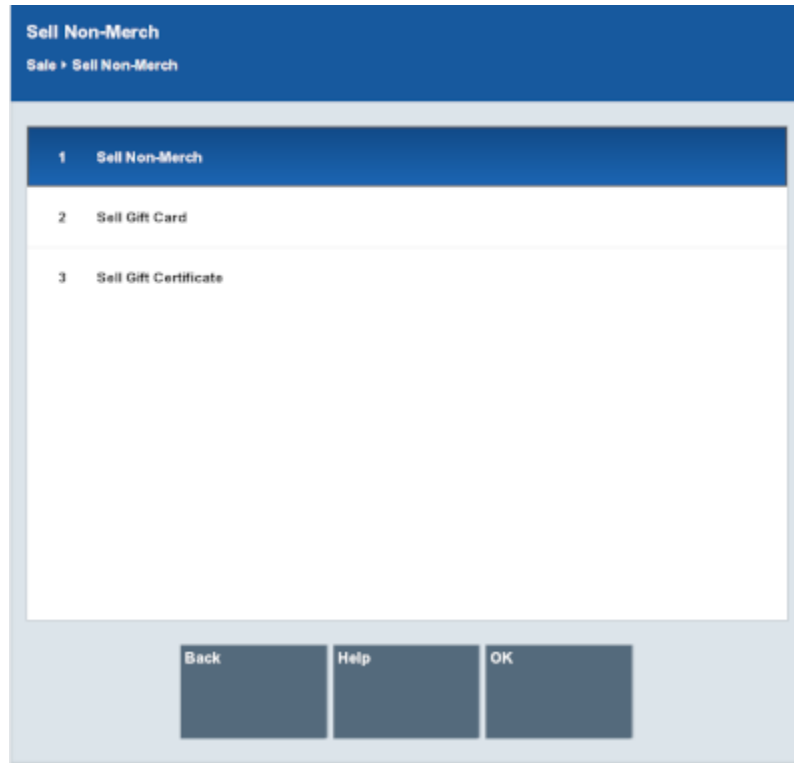 Sell Non-Merch
Sale ▸ Sell Non-Merch
1 Sell Non-Merch
2 Sell Gift Card
3 Sell Gift Certificate
Back Help OK